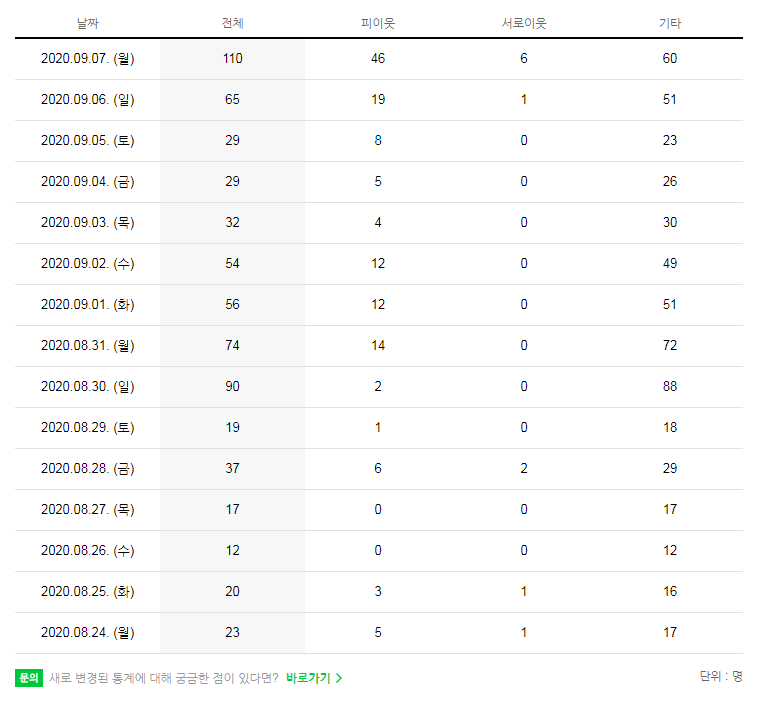 날짜 전체 피이웃 서로이웃 기타
2020.09.07. (월) 110 46 6 60
2020.09.06. (일) 65 19 1 51
2020.09.05. (토) 29 8 0 23
2020.09.04. (금) 29 5 0 26
2020.09.03. (목) 32 4 0 30
2020.09.02. (수) 54 12 0 49
2020.09.01. (화) 56 12 0 51
2020.08.31. (월) 74 14 0 72
2020.08.30. (일) 90 2 0 88
2020.08.29. (토) 19 1 0 18
2020.08.28. (금) 37 6 2 29
2020.08.27. (목) 17 0 0 17
2020.08.26. (수) 12 0 0 12
2020.08.25. (화) 20 3 1 16
2020.08.24. (월) 23 5 1 17
문의 새로 변경된 통계에 대해 궁금한 점이 있다면? 바로가기 > 단위 : 명